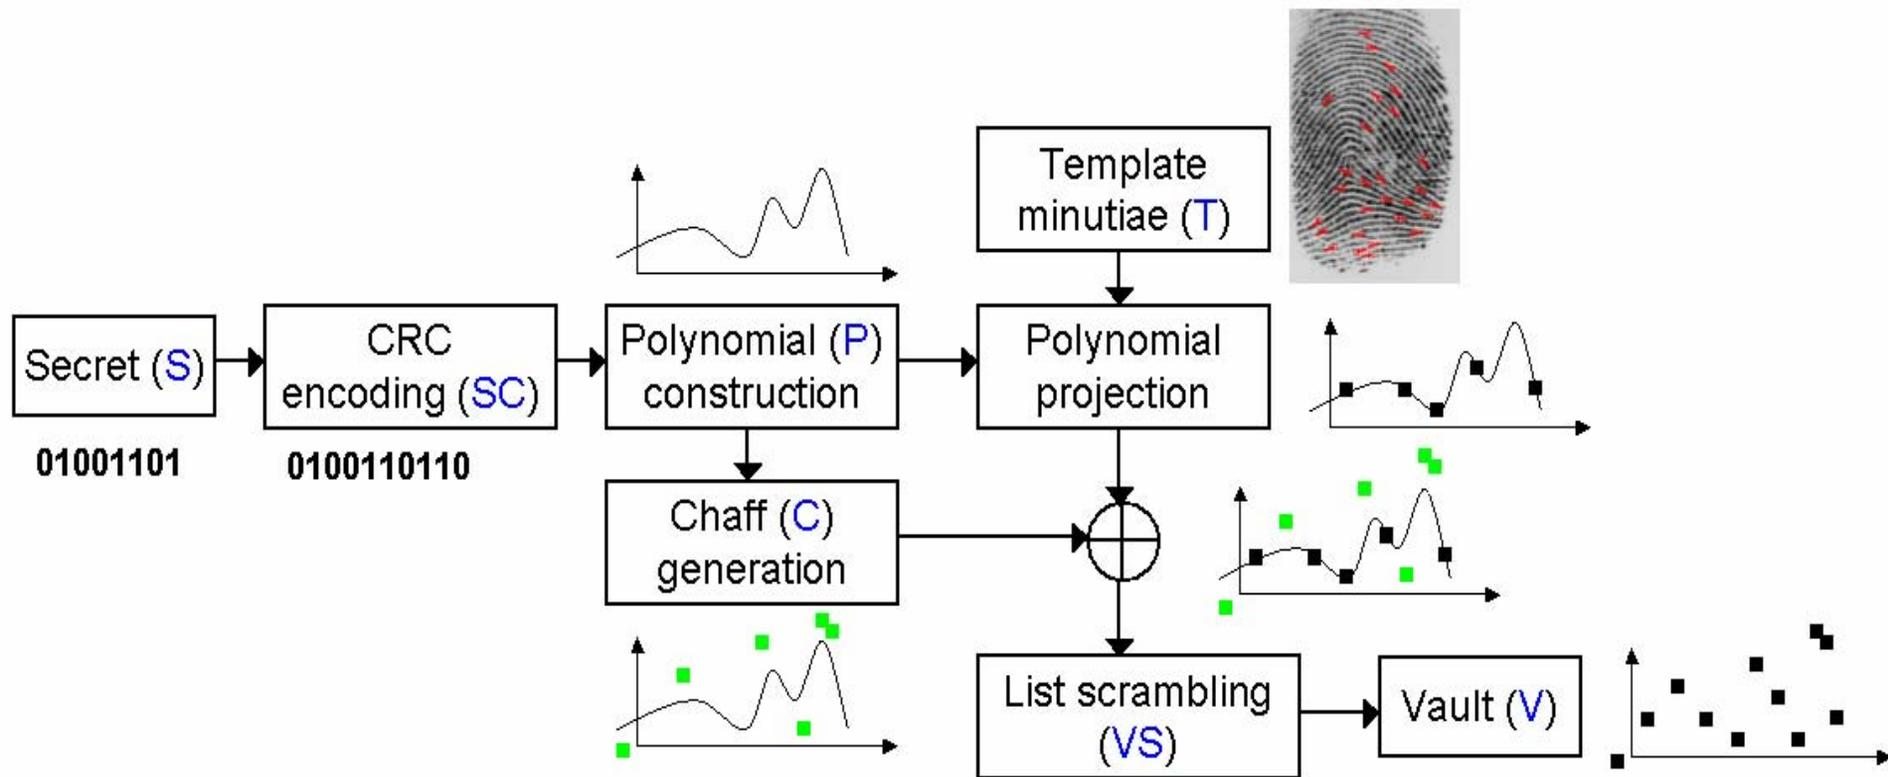 Template
minutiae (T)
Secret (S)
CRC
encoding (SC)
Polynomial (P)
construction
Polynomial
projection
01001101
0100110110
Chaff (C)
generation
List scrambling
(VS)
Vault (V)